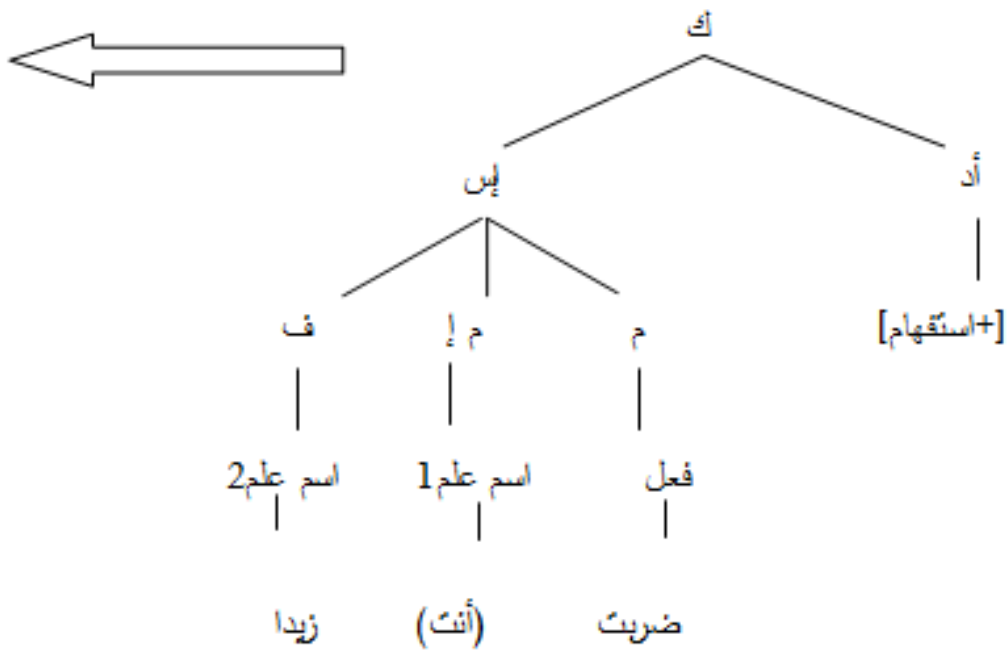 ك
أد إس
[+استفهام] م م إ ف
فعل اسم علم1 اسم علم2
ضربت (أنت) زيدا